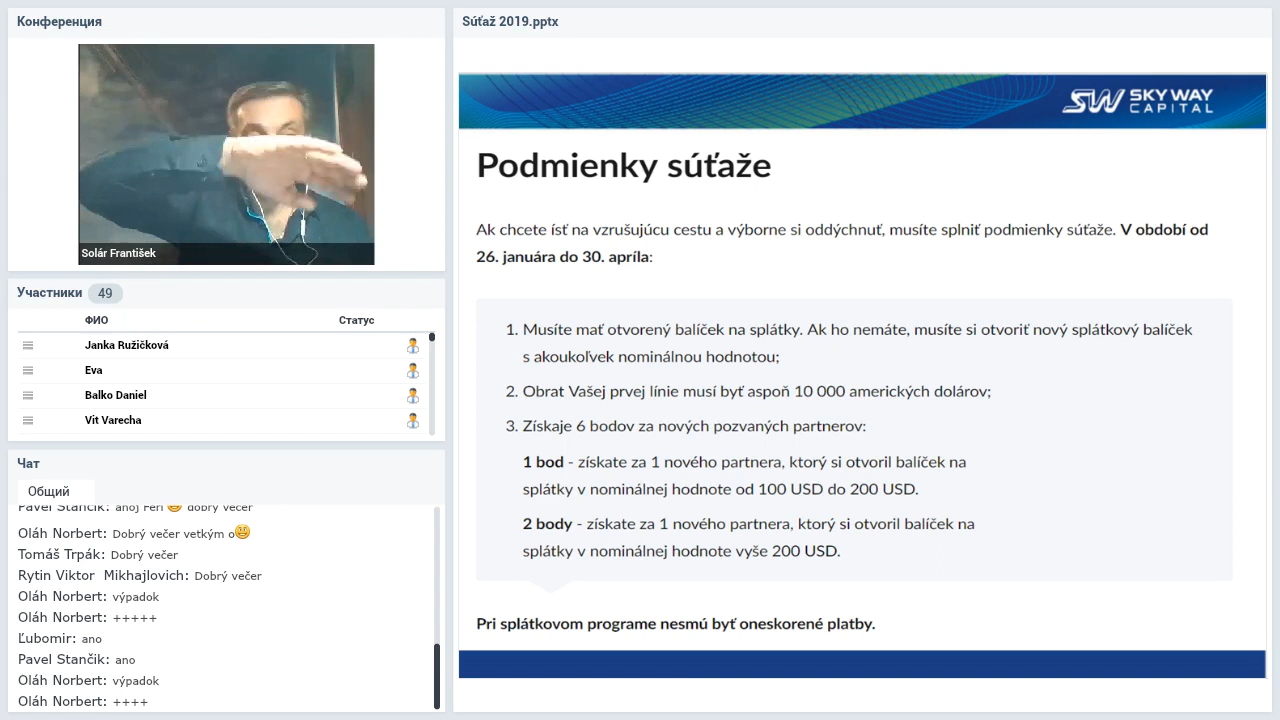 Конференция
Solár František
Участники 49
ФИО Статус
Janka Ružičková
Eva
Balko Daniel
Vit Varecha
Чат
Общий
Pavel Stančik: ahoj Feri dobrý večer
Oláh Norbert: Dobrý večer vetkým o
Tomáš Trpák: Dobrý večer
Rytin Viktor Mikhajlovich: Dobrý večer
Oláh Norbert: výpadok
Oláh Norbert: +++++
Ľubomir: ano
Pavel Stančik: ano
Oláh Norbert: výpadok
Oláh Norbert: ++++
Súťaž 2019.pptx
SW SKY WAY
CAPITAL
Podmienky súťaže
Ak chcete ísť na vzrušujúcu cestu a výborne si oddýchnuť, musíte splniť podmienky súťaže. V období od
26. januára do 30. apríla:
1. Musíte mať otvorený balíček na splátky. Ak ho nemáte, musíte si otvoriť nový splátkový balíček
s akoukoľvek nominálnou hodnotou;
2. Obrat Vašej prvej línie musí byť aspoň 10 000 amerických dolárov;
3. Získaje 6 bodov za nových pozvaných partnerov:
1 bod - získate za 1 nového partnera, ktorý si otvoril balíček na
splátky v nominálnej hodnote od 100 USD do 200 USD.
2 body - získate za 1 nového partnera, ktorý si otvoril balíček na
splátky v nominálnej hodnote vyše 200 USD.
Pri splátkovom programe nesmú byť oneskorené platby.